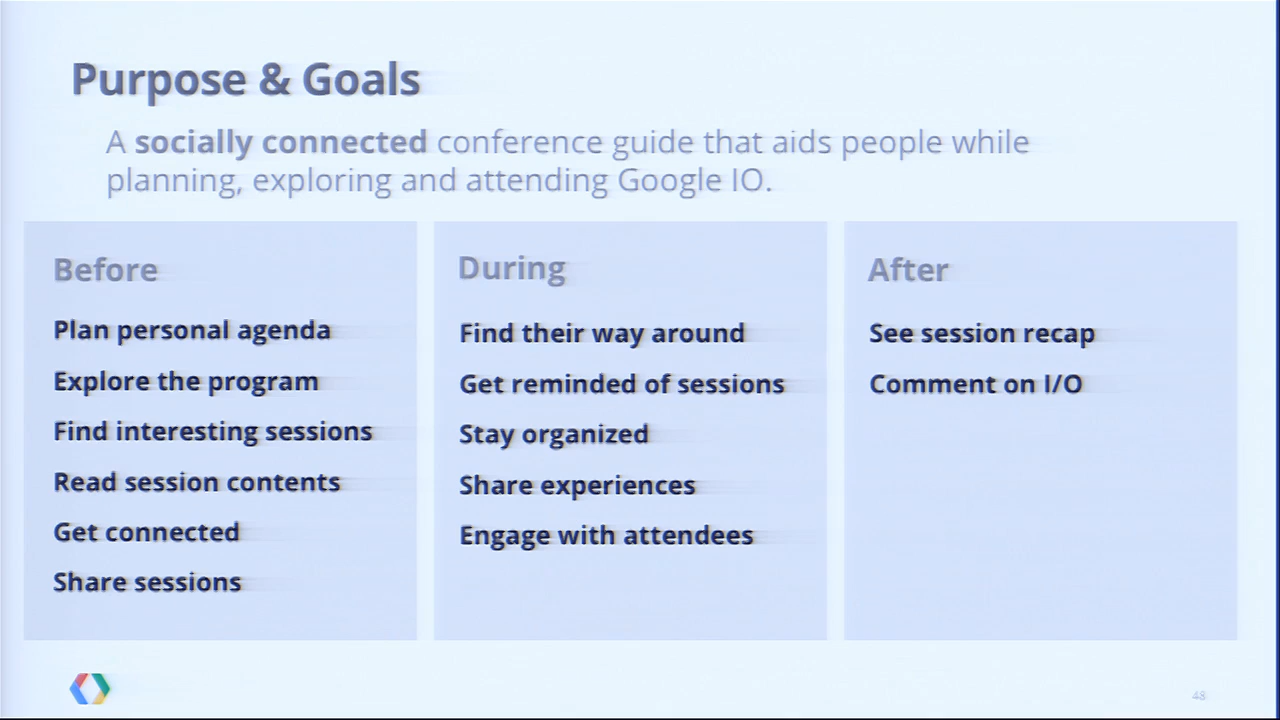 Purpose & Goals
A socially connected conference guide that aids people while
planning, exploring and attending Google IO.
Before
Plan personal agenda
Explore the program
Find interesting sessions
Read session contents
Get connected
Share sessions
During
Find their way around
Get reminded of sessions
Stay organized
Share experiences
Engage with attendees
After
See session recap
Comment on I/O
48